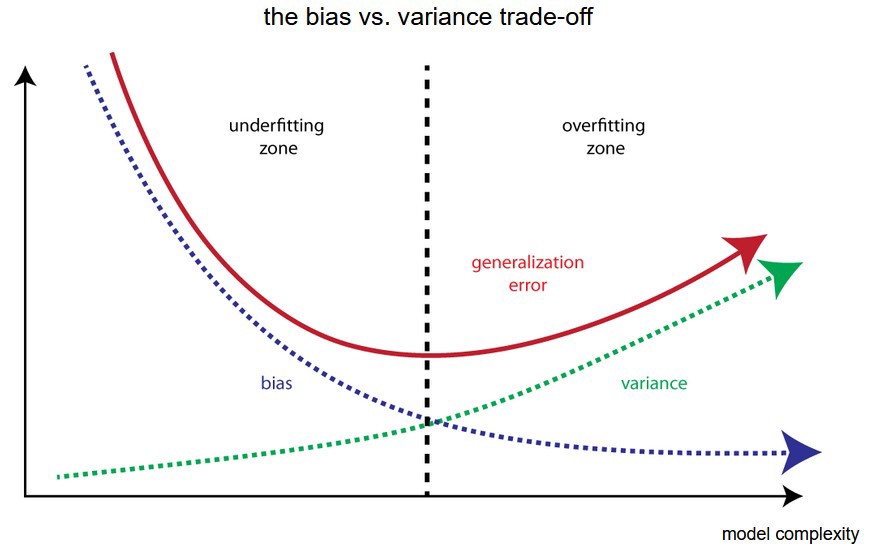 the bias vs. variance trade-off
underfitting
zone
overfitting
zone
generalization
error
bias
variance
model complexity